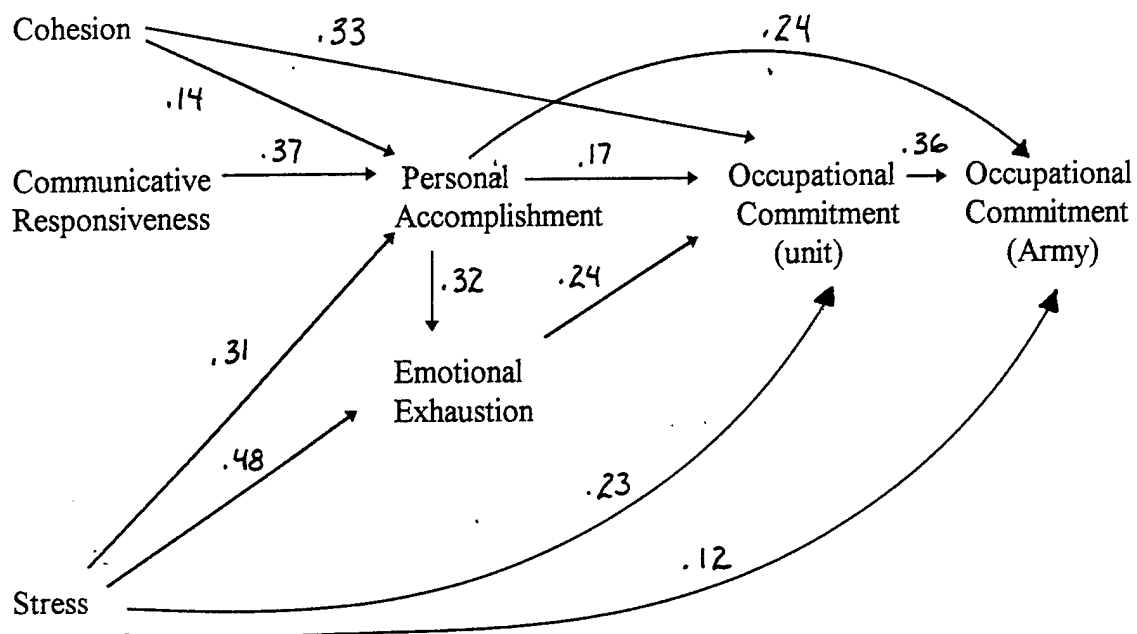 Cohesion
.33
.24
.14
.37
.17
.36
Communicative
Responsiveness
Personal
Accomplishment
Occupational
Commitment
(unit)
Occupational
Commitment
(Army)
.32
.24
.31
Emotional
Exhaustion
.48
.23
.12
Stress